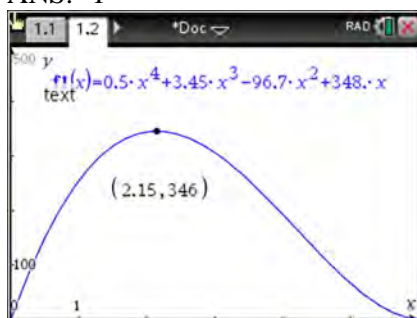 1.1 1.2 *Doc RAD
500 y
f1(x)=0.5·x⁴+3.45·x³-96.7·x²+348.·x
text
(2.15,346)
100
0 1 x